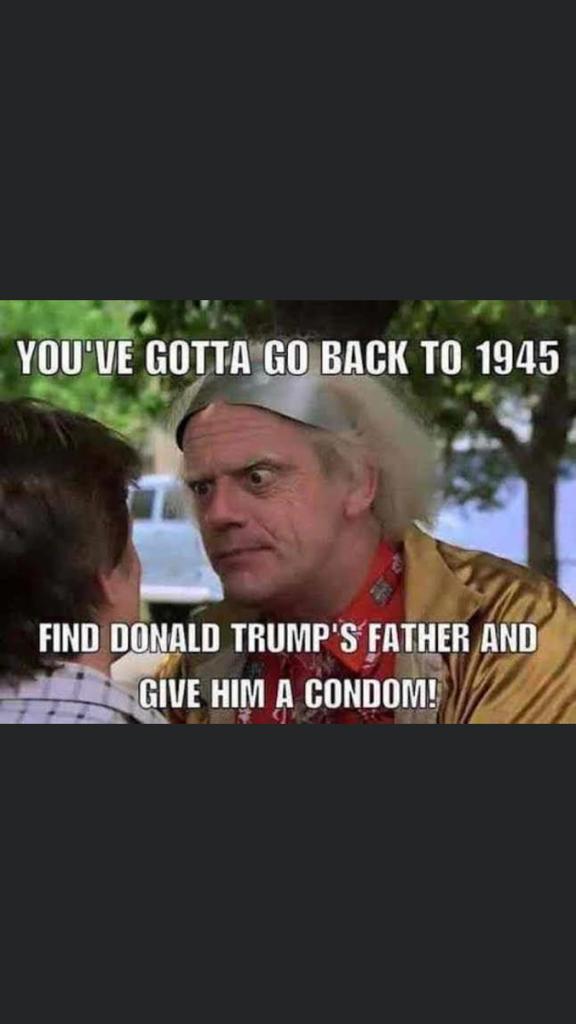 YOU'VE GOTTA GO BACK TO 1945
FIND DONALD TRUMP'S FATHER AND
GIVE HIM A CONDOM!